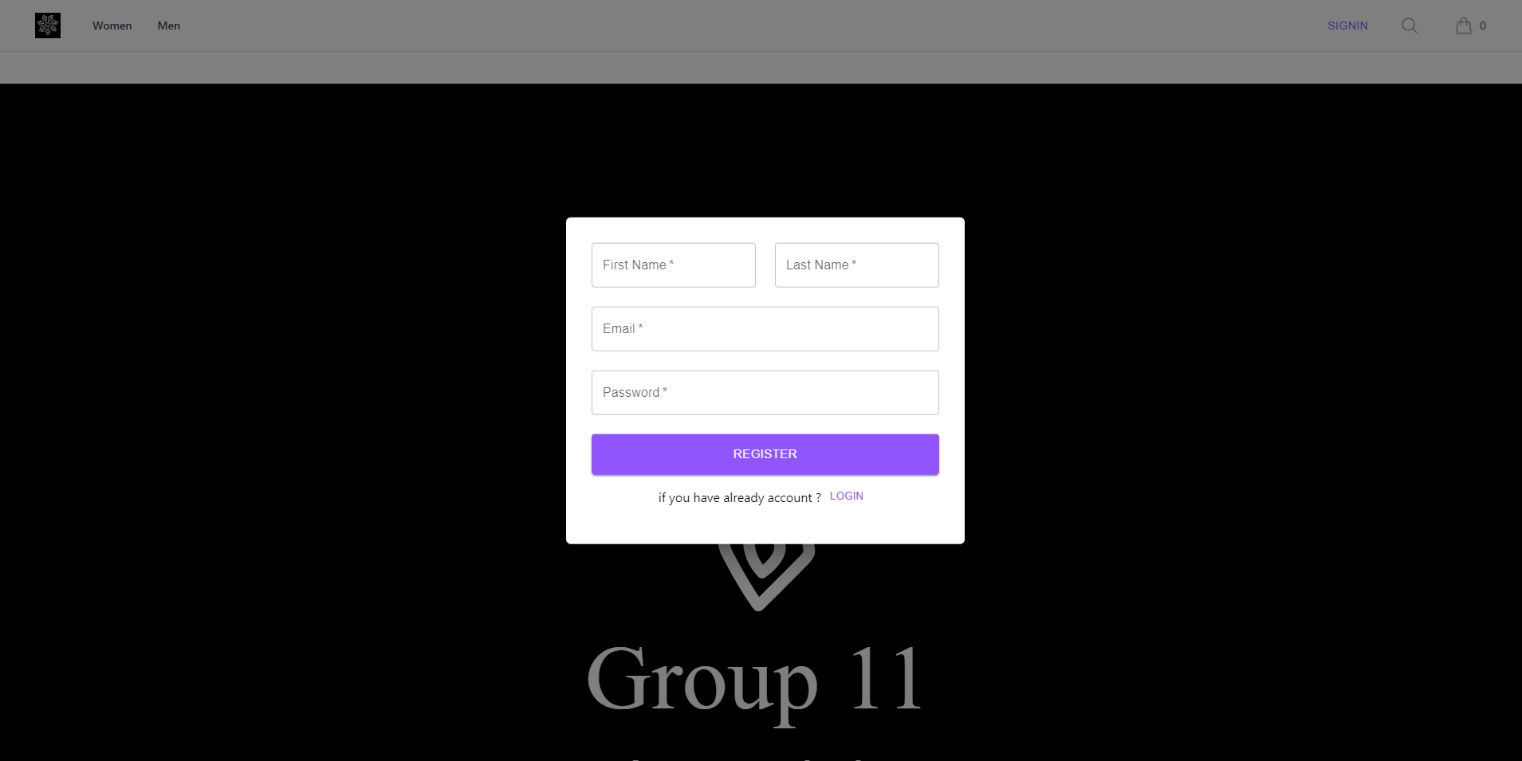 Women Men SIGNIN 0
First Name * Last Name *
Email *
Password *
REGISTER
if you have already account ? LOGIN
Group 11